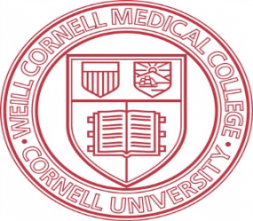 WEILL CORNELL MEDICAL COLLEGE
• CORNELL UNIVERSITY •